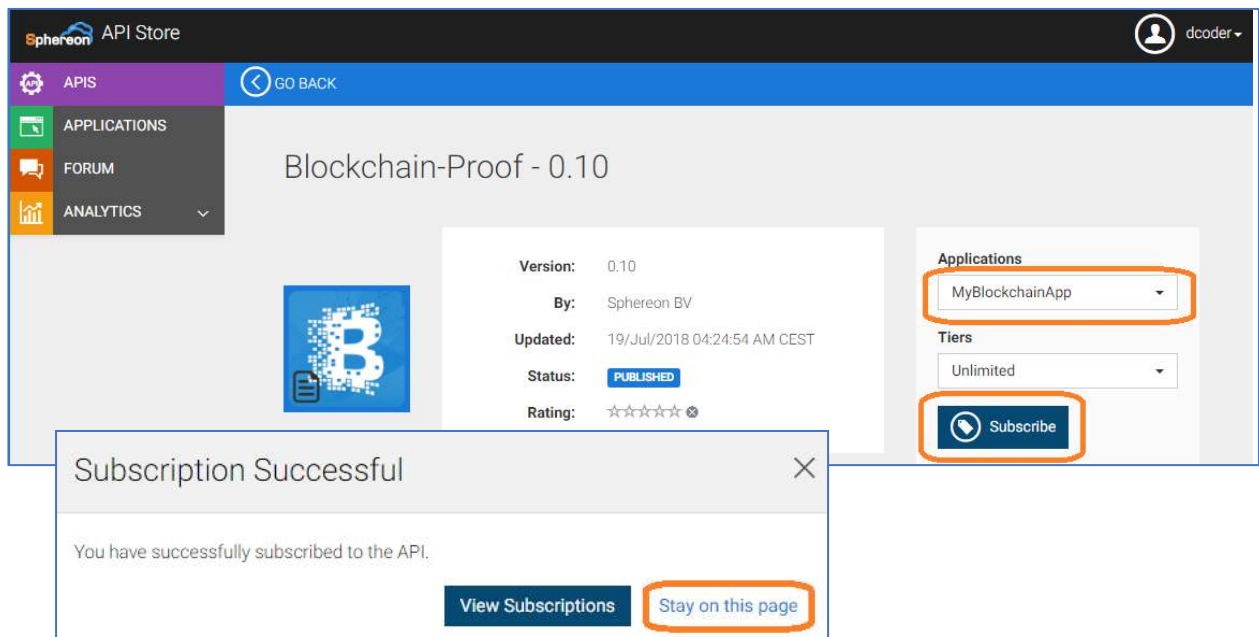 Sphereon API Store
dcoder
APIS
GO BACK
APPLICATIONS
FORUM
ANALYTICS
Blockchain-Proof - 0.10
Version: 0.10
By: Sphereon BV
Updated: 19/Jul/2018 04:24:54 AM CEST
Status: PUBLISHED
Rating:
Applications
MyBlockchainApp
Tiers
Unlimited
Subscribe
Subscription Successful
You have successfully subscribed to the API.
View Subscriptions
Stay on this page